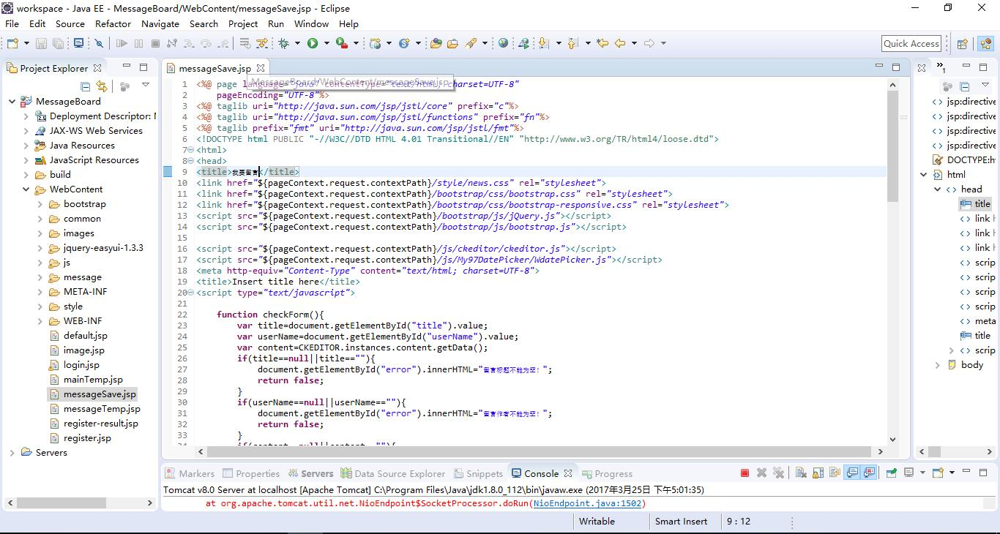 workspace - Java EE - MessageBoard/WebContent/messageSave.jsp - Eclipse
File Edit Source Refactor Navigate Search Project Run Window Help
Quick Access
Project Explorer
MessageBoard
Deployment Descriptor:
JAX-WS Web Services
Java Resources
JavaScript Resources
build
WebContent
bootstrap
common
images
jquery-easyui-1.3.3
js
message
META-INF
style
WEB-INF
default.jsp
image.jsp
login.jsp
mainTemp.jsp
messageSave.jsp
messageTemp.jsp
register-result.jsp
register.jsp
Servers
messageSave.jsp
MessageBoard/WebContent/messageSave.jsp
1 <%@ page language="java" contentType="text/html; charset=UTF-8"
2 pageEncoding="UTF-8"%>
3 <%@ taglib uri="http://java.sun.com/jsp/jstl/core" prefix="c"%>
4 <%@ taglib uri="http://java.sun.com/jsp/jstl/functions" prefix="fn"%>
5 <%@ taglib prefix="fmt" uri="http://java.sun.com/jsp/jstl/fmt"%>
6 <!DOCTYPE html PUBLIC "-//W3C//DTD HTML 4.01 Transitional//EN" "http://www.w3.org/TR/html4/loose.dtd">
7 <html>
8 <head>
9 <title>我要留言</title>
10 <link href="${pageContext.request.contextPath}/style/news.css" rel="stylesheet">
11 <link href="${pageContext.request.contextPath}/bootstrap/css/bootstrap.css" rel="stylesheet">
12 <link href="${pageContext.request.contextPath}/bootstrap/css/bootstrap-responsive.css" rel="stylesheet">
13 <script src="${pageContext.request.contextPath}/bootstrap/js/jQuery.js"></script>
14 <script src="${pageContext.request.contextPath}/bootstrap/js/bootstrap.js"></script>
15
16 <script src="${pageContext.request.contextPath}/js/ckeditor/ckeditor.js"></script>
17 <script src="${pageContext.request.contextPath}/js/My97DatePicker/WdatePicker.js"></script>
18 <meta http-equiv="Content-Type" content="text/html; charset=UTF-8">
19 <title>Insert title here</title>
20 <script type="text/javascript">
21
22 function checkForm(){
23 var title=document.getElementById("title").value;
24 var userName=document.getElementById("userName").value;
25 var content=CKEDITOR.instances.content.getData();
26 if(title==null||title==""){
27 document.getElementById("error").innerHTML="留言标题不能为空！";
28 return false;
29 }
30 if(userName==null||userName==""){
31 document.getElementById("error").innerHTML="留言作者不能为空！";
32 return false;
33 }
34 if(content==null||content==""){
1
jsp:directive
jsp:directive
jsp:directive
jsp:directive
DOCTYPE:h
html
head
title
link h
link h
link h
scrip
scrip
scrip
scrip
meta
title
scrip
body
Markers Properties Servers Data Source Explorer Snippets Console Progress
Tomcat v8.0 Server at localhost [Apache Tomcat] C:\Program Files\Java\jdk1.8.0_112\bin\javaw.exe (2017年3月25日 下午5:01:35)
at org.apache.tomcat.util.net.NioEndpoint$SocketProcessor.doRun(NioEndpoint.java:1502)
Writable Smart Insert 9 : 12